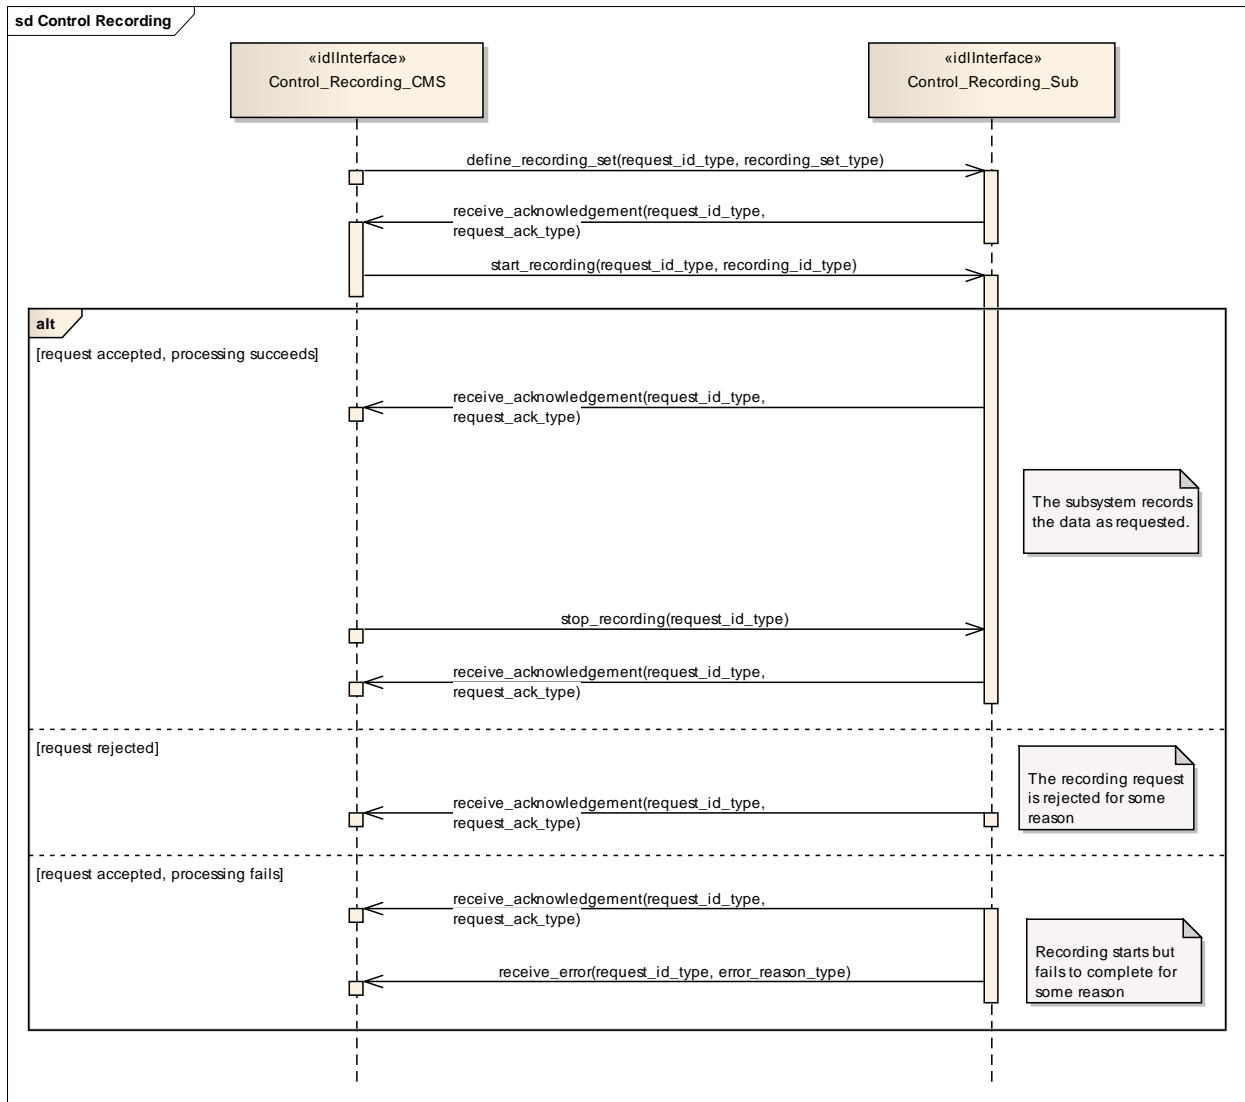 sd Control Recording
«idlInterface»
Control_Recording_CMS
«idlInterface»
Control_Recording_Sub
define_recording_set(request_id_type, recording_set_type)
receive_acknowledgement(request_id_type,
request_ack_type)
start_recording(request_id_type, recording_id_type)
alt
[request accepted, processing succeeds]
receive_acknowledgement(request_id_type,
request_ack_type)
The subsystem records
the data as requested.
stop_recording(request_id_type)
receive_acknowledgement(request_id_type,
request_ack_type)
[request rejected]
The recording request
is rejected for some
reason
receive_acknowledgement(request_id_type,
request_ack_type)
[request accepted, processing fails]
receive_acknowledgement(request_id_type,
request_ack_type)
Recording starts but
fails to complete for
some reason
receive_error(request_id_type, error_reason_type)